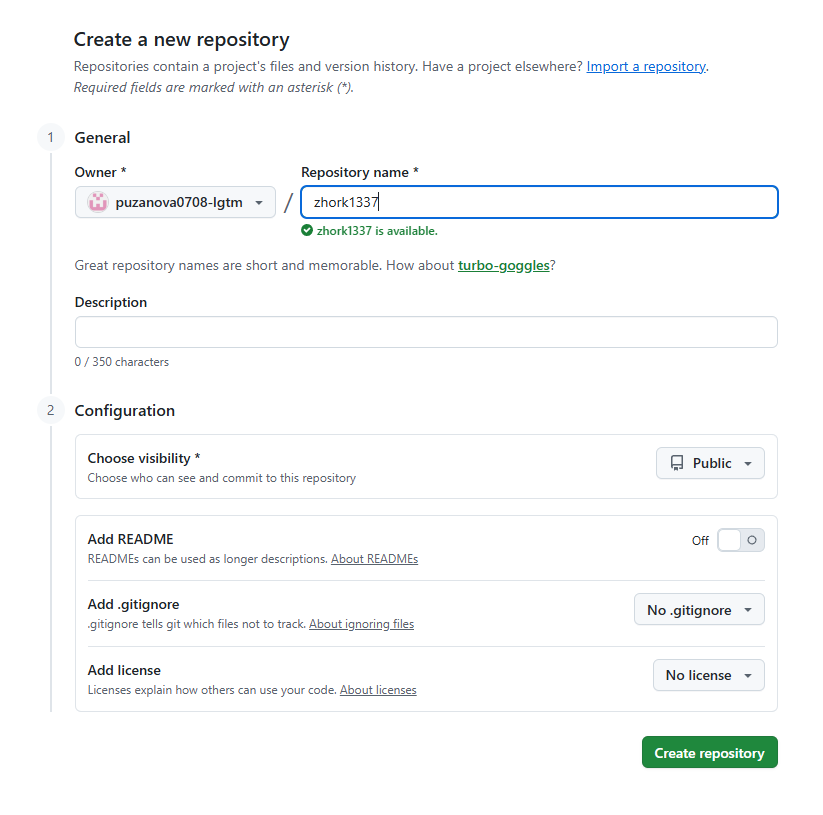 Create a new repository
Repositories contain a project's files and version history. Have a project elsewhere? Import a repository.
Required fields are marked with an asterisk (*).
1 General
Owner * Repository name *
puzanova0708-lgtm / zhork1337
zhork1337 is available.
Great repository names are short and memorable. How about turbo-goggles?
Description
0 / 350 characters
2 Configuration
Choose visibility *
Choose who can see and commit to this repository
Public
Add README
READMEs can be used as longer descriptions. About READMEs
Off
Add .gitignore
.gitignore tells git which files not to track. About ignoring files
No .gitignore
Add license
Licenses explain how others can use your code. About licenses
No license
Create repository